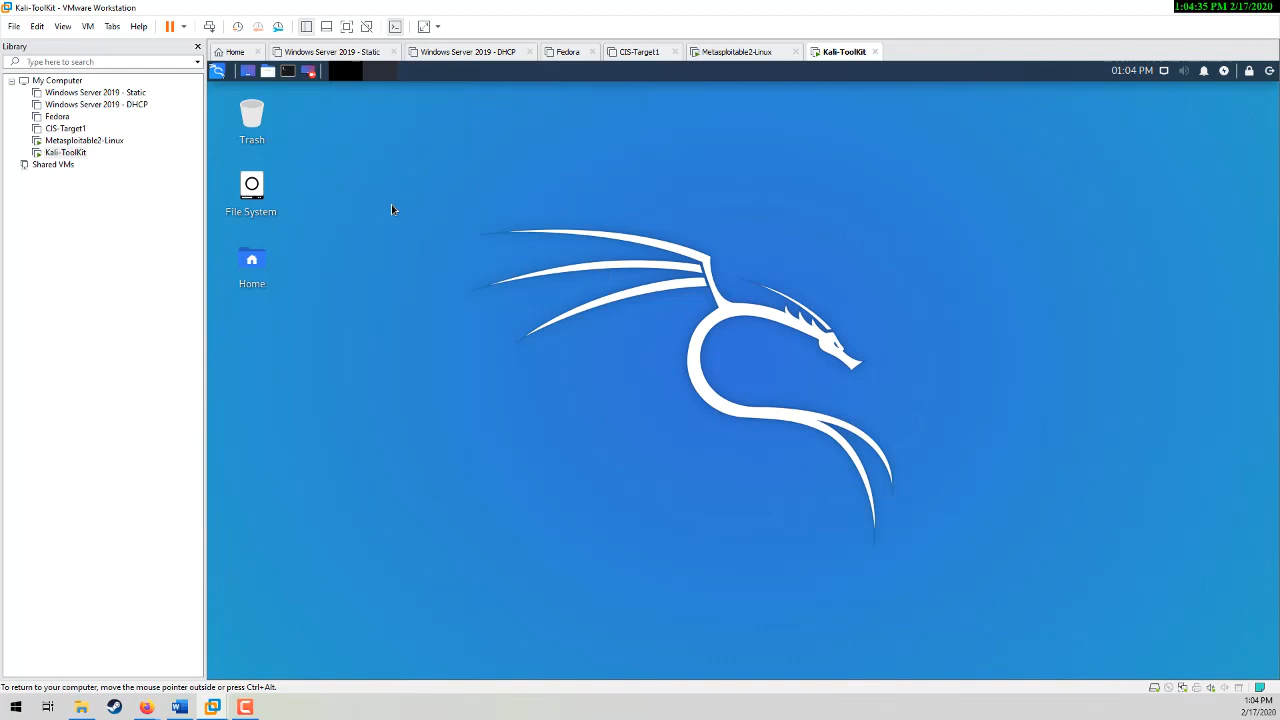 Kali-ToolKit - VMware Workstation
1:04:35 PM 2/17/2020
File Edit View VM Tabs Help
Library
Type here to search
My Computer
Windows Server 2019 - Static
Windows Server 2019 - DHCP
Fedora
CIS-Target1
Metasploitable2-Linux
Kali-ToolKit
Shared VMs
Home Windows Server 2019 - Static Windows Server 2019 - DHCP Fedora CIS-Target1 Metasploitable2-Linux Kali-ToolKit
01:04 PM
Trash
File System
Home
To return to your computer, move the mouse pointer outside or press Ctrl+Alt.
1:04 PM
2/17/2020